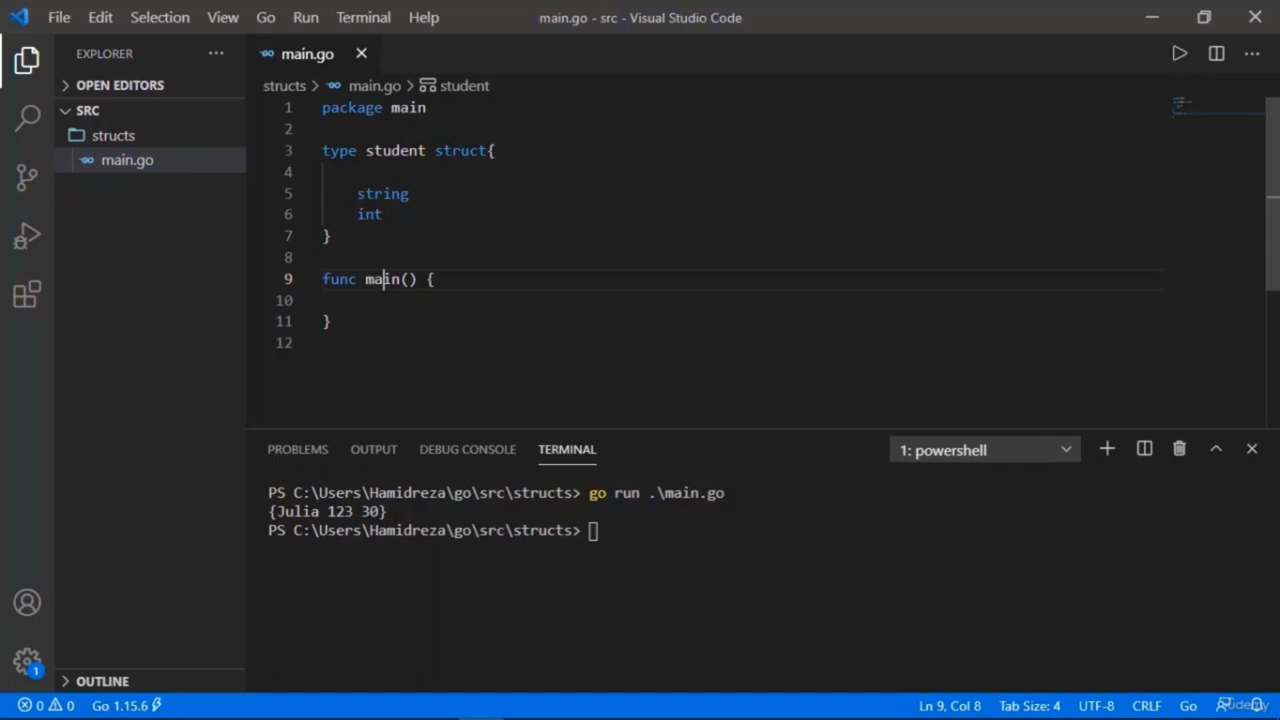 File Edit Selection View Go Run Terminal Help main.go - src - Visual Studio Code
EXPLORER ··· main.go
OPEN EDITORS structs > main.go > student
SRC
structs
main.go
1 package main
2
3 type student struct{
4
5 string
6 int
7 }
8
9 func main() {
10
11 }
12
PROBLEMS OUTPUT DEBUG CONSOLE TERMINAL 1: powershell
PS C:\Users\Hamidreza\go\src\structs> go run .\main.go
{Julia 123 30}
PS C:\Users\Hamidreza\go\src\structs>
1
OUTLINE
0 0 Go 1.15.6 Ln 9, Col 8 Tab Size: 4 UTF-8 CRLF Go
Udemy